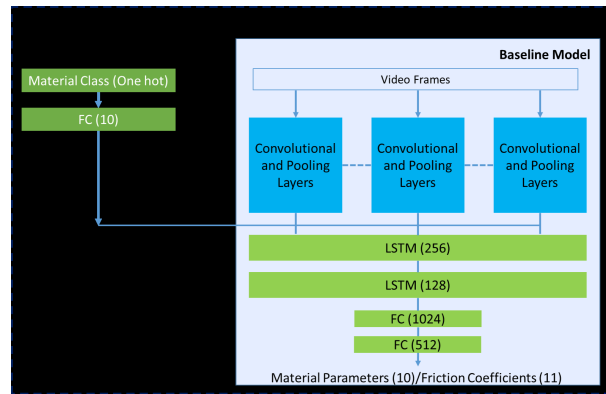 Baseline Model
Material Class (One hot)
Video Frames
FC (10)
Convolutional
and Pooling
Layers
Convolutional
and Pooling
Layers
Convolutional
and Pooling
Layers
LSTM (256)
LSTM (128)
FC (1024)
FC (512)
Material Parameters (10)/Friction Coefficients (11)